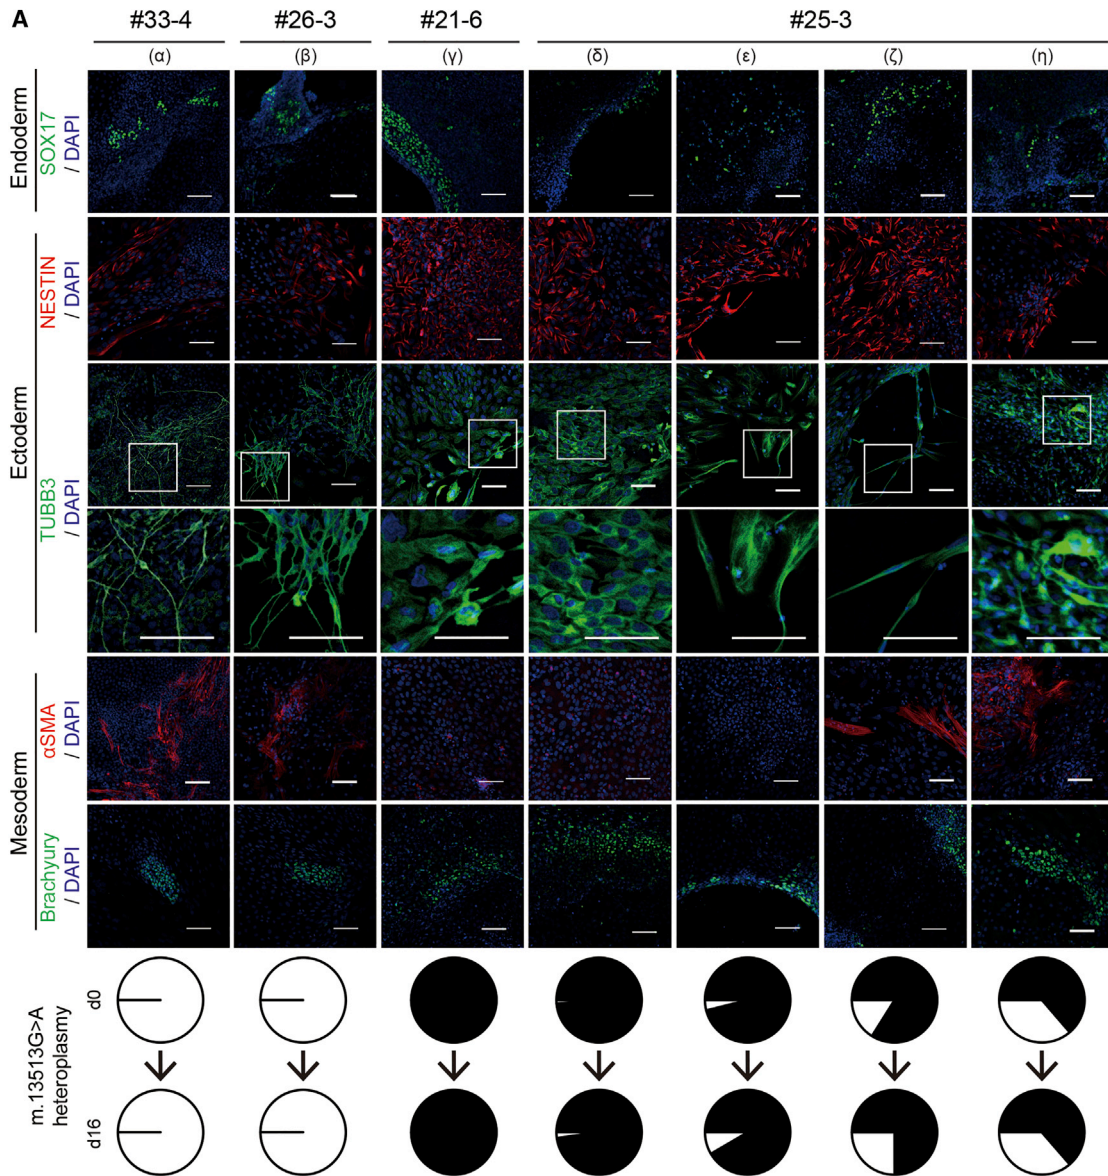 A
#33-4
#26-3
#21-6
#25-3
(α)
(β)
(γ)
(δ)
(ε)
(ζ)
(η)
Endoderm
SOX17
/ DAPI
Ectoderm
NESTIN
/ DAPI
TUBB3
/ DAPI
Mesoderm
αSMA
/ DAPI
Brachyury
/ DAPI
m.13513G>A
heteroplasmy
d0
d16